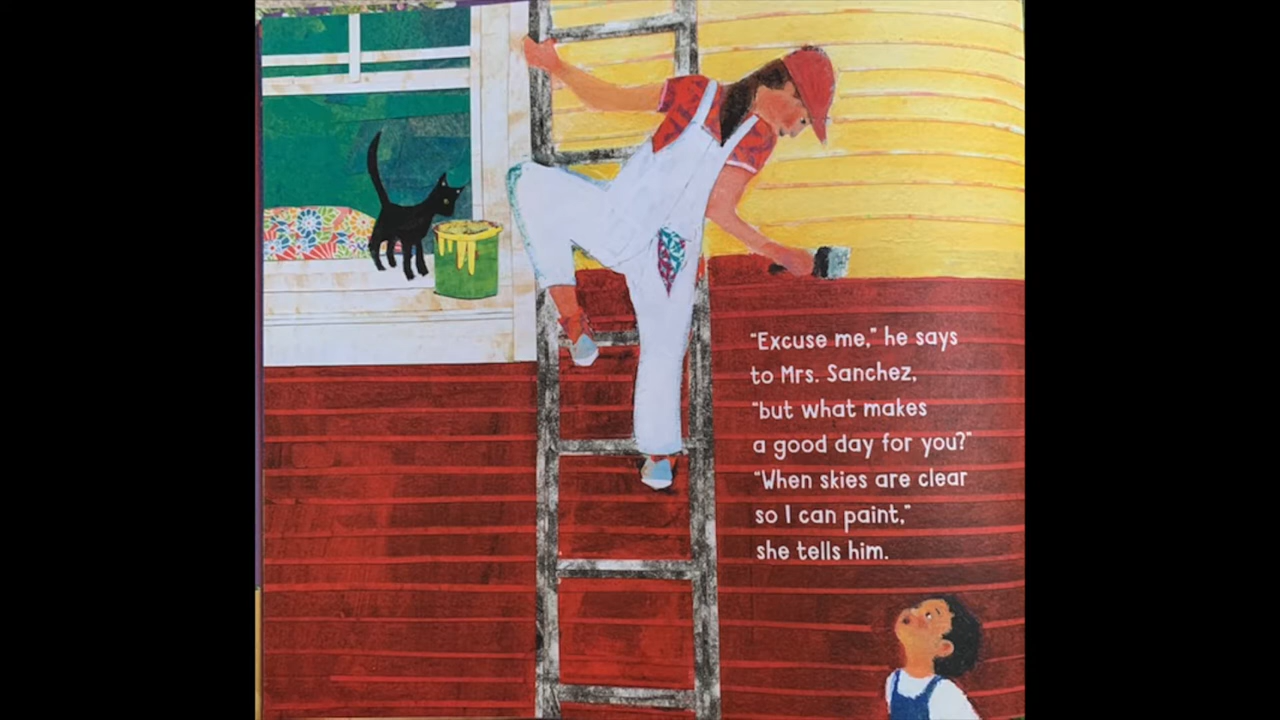 "Excuse me," he says
to Mrs. Sanchez,
"but what makes
a good day for you?"
"When skies are clear
so I can paint,"
she tells him.